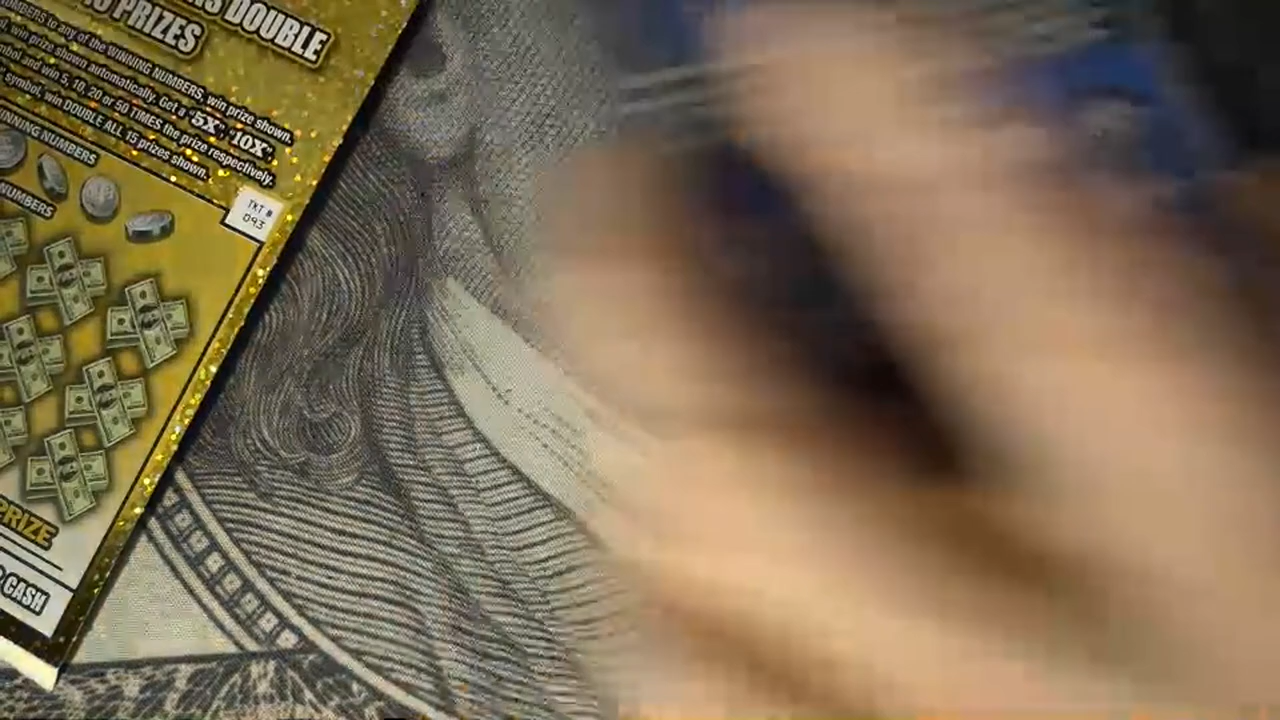 S DOUBLE
PRIZES
NUMBERS to any of the WINNING NUMBERS, win prize shown.
win prize shown automatically. Get a "5X" "10X"
symbol and win 5, 10, 20 or 50 TIMES the prize respectively.
symbol, win DOUBLE ALL 15 prizes shown.
WINNING NUMBERS
NUMBERS
TKT #
093
PRIZE
CASH